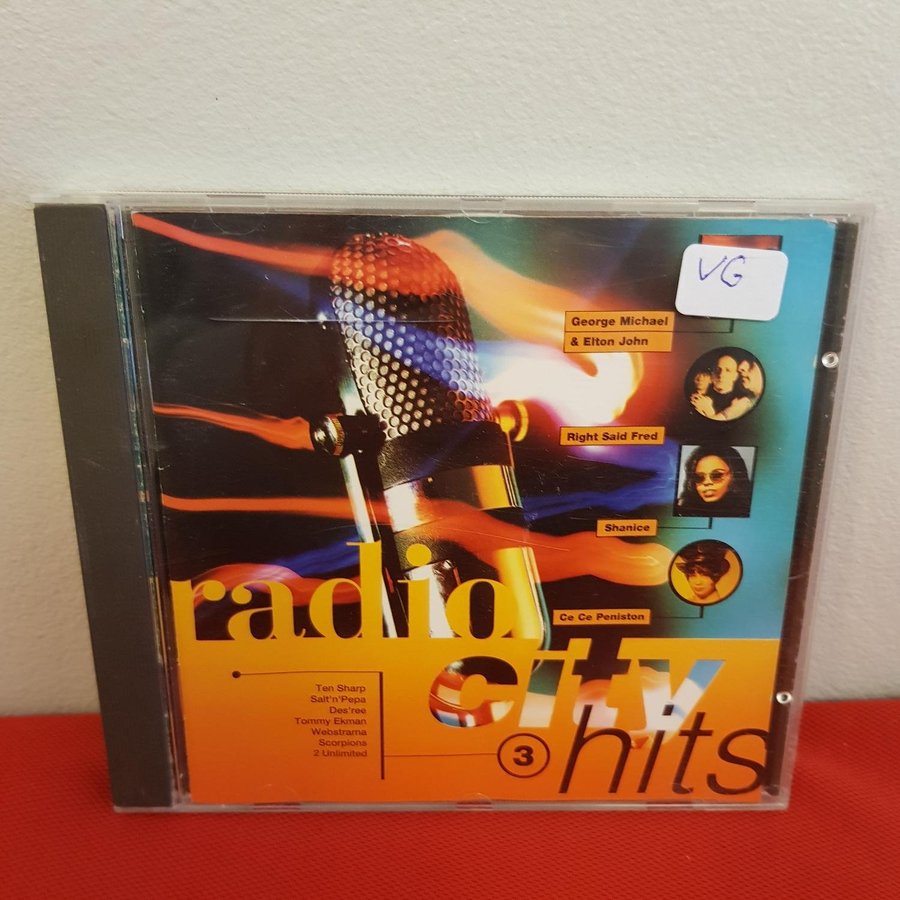 VG
George Michael
& Elton John
Right Said Fred
Shanice
Ce Ce Peniston
radio
city
3 hits
Ten Sharp
Salt'n'Pepa
Des'ree
Tommy Ekman
Webstrama
Scorpions
2 Unlimited